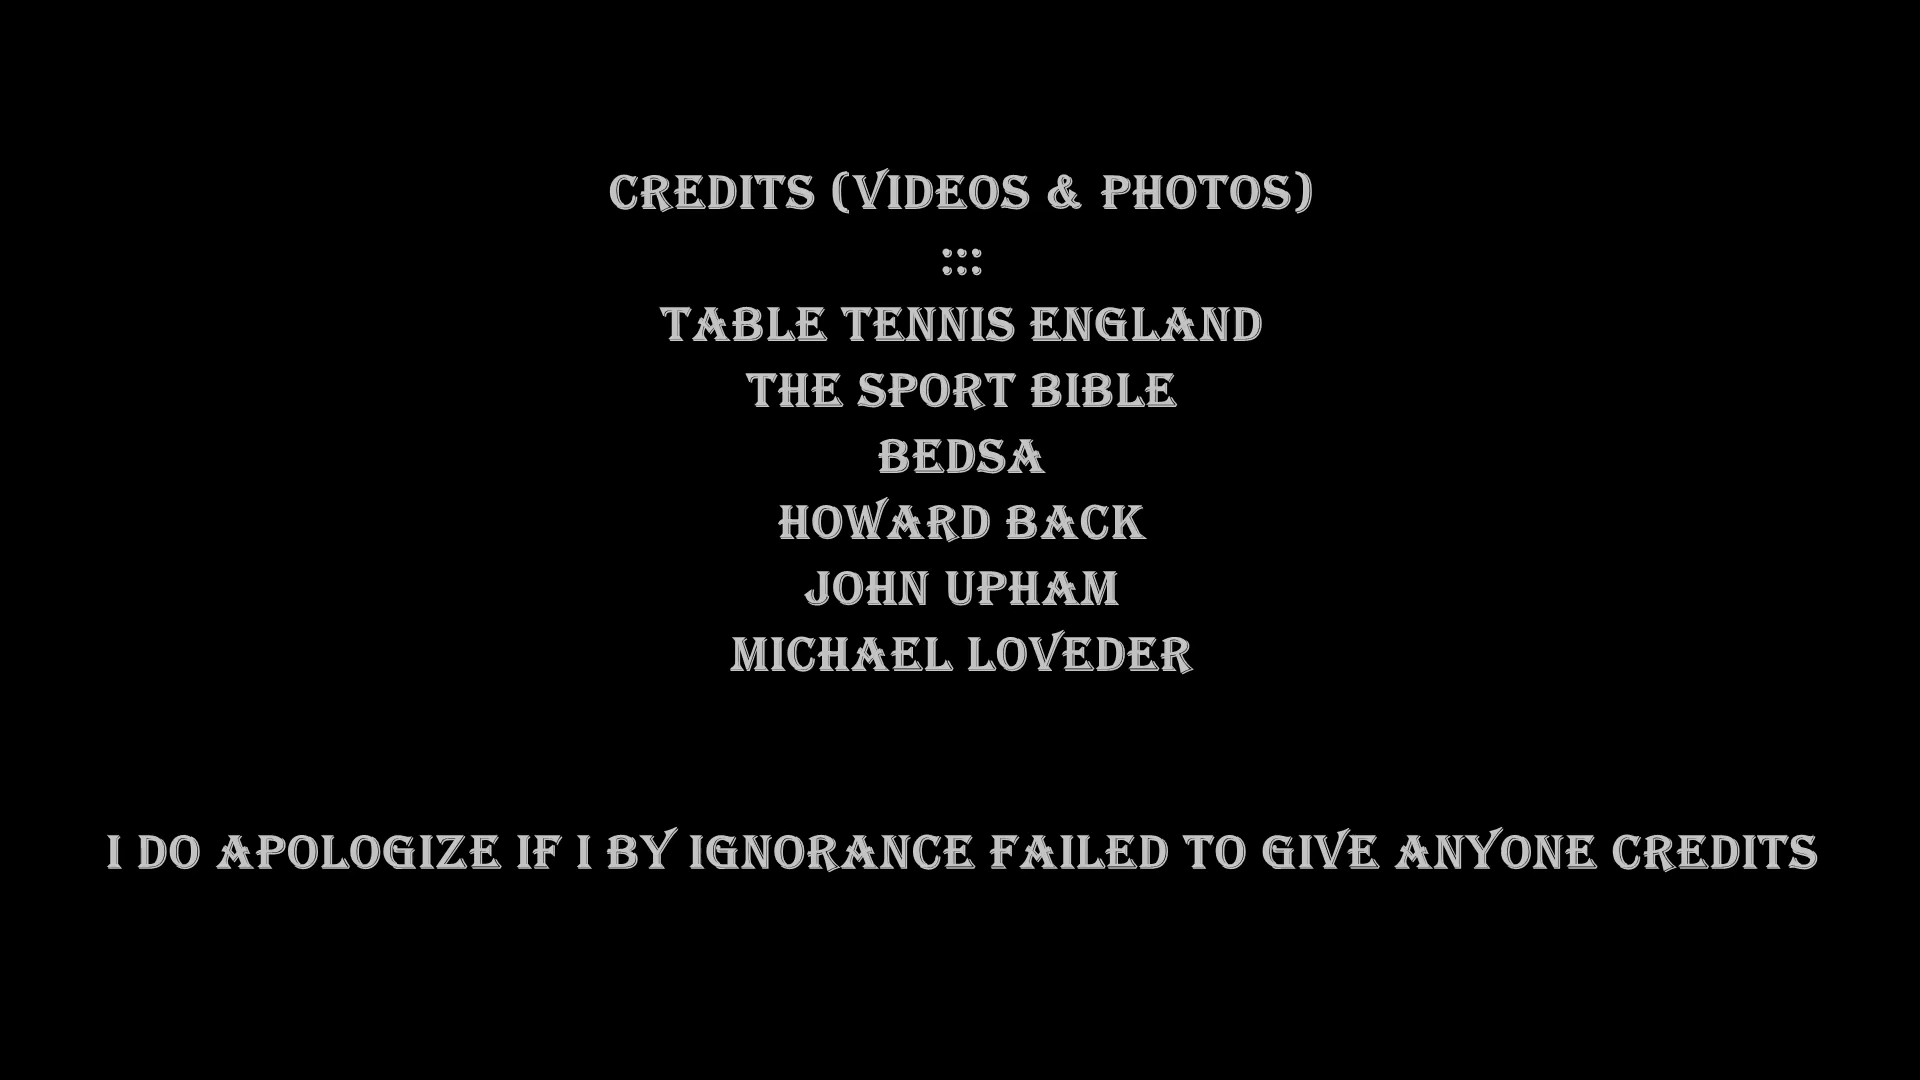 CREDITS (VIDEOS & PHOTOS)
:::
TABLE TENNIS ENGLAND
THE SPORT BIBLE
BEDSA
HOWARD BACK
JOHN UPHAM
MICHAEL LOVEDER
I DO APOLOGIZE IF I BY IGNORANCE FAILED TO GIVE ANYONE CREDITS